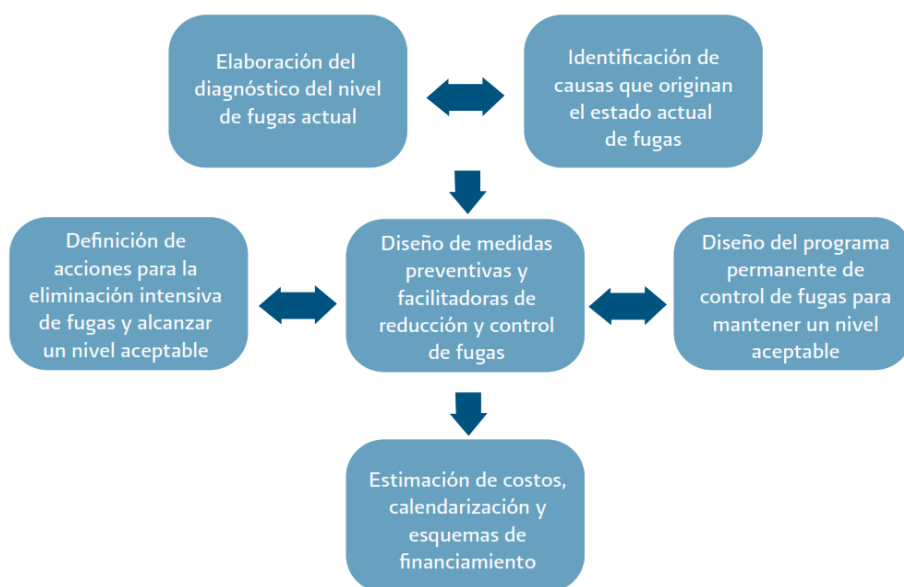 Elaboración del
diagnóstico del nivel
de fugas actual
Identificación de
causas que originan
el estado actual
de fugas
Definición de
acciones para la
eliminación intensiva
de fugas y alcanzar
un nivel aceptable
Diseño de medidas
preventivas y
facilitadoras de
reducción y control
de fugas
Diseño del programa
permanente de
control de fugas para
mantener un nivel
aceptable
Estimación de costos,
calendarización y
esquemas de
financiamiento